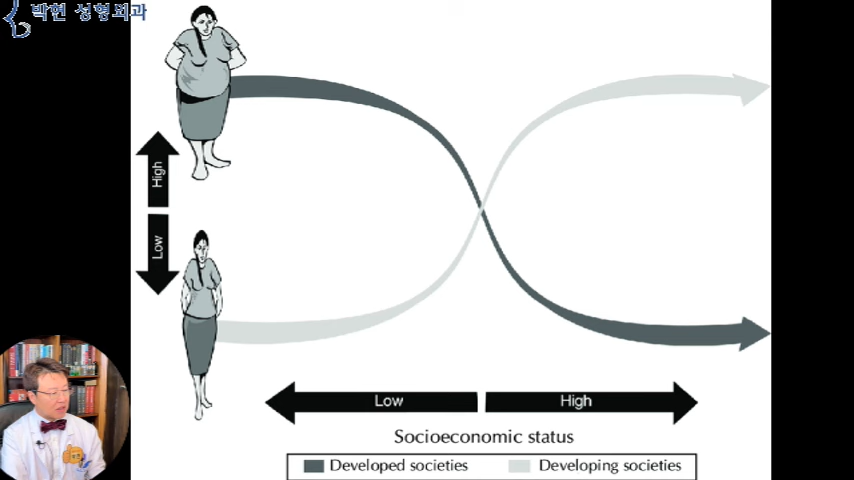 박현 성형외과
High
Low
Low
High
Socioeconomic status
Developed societies
Developing societies